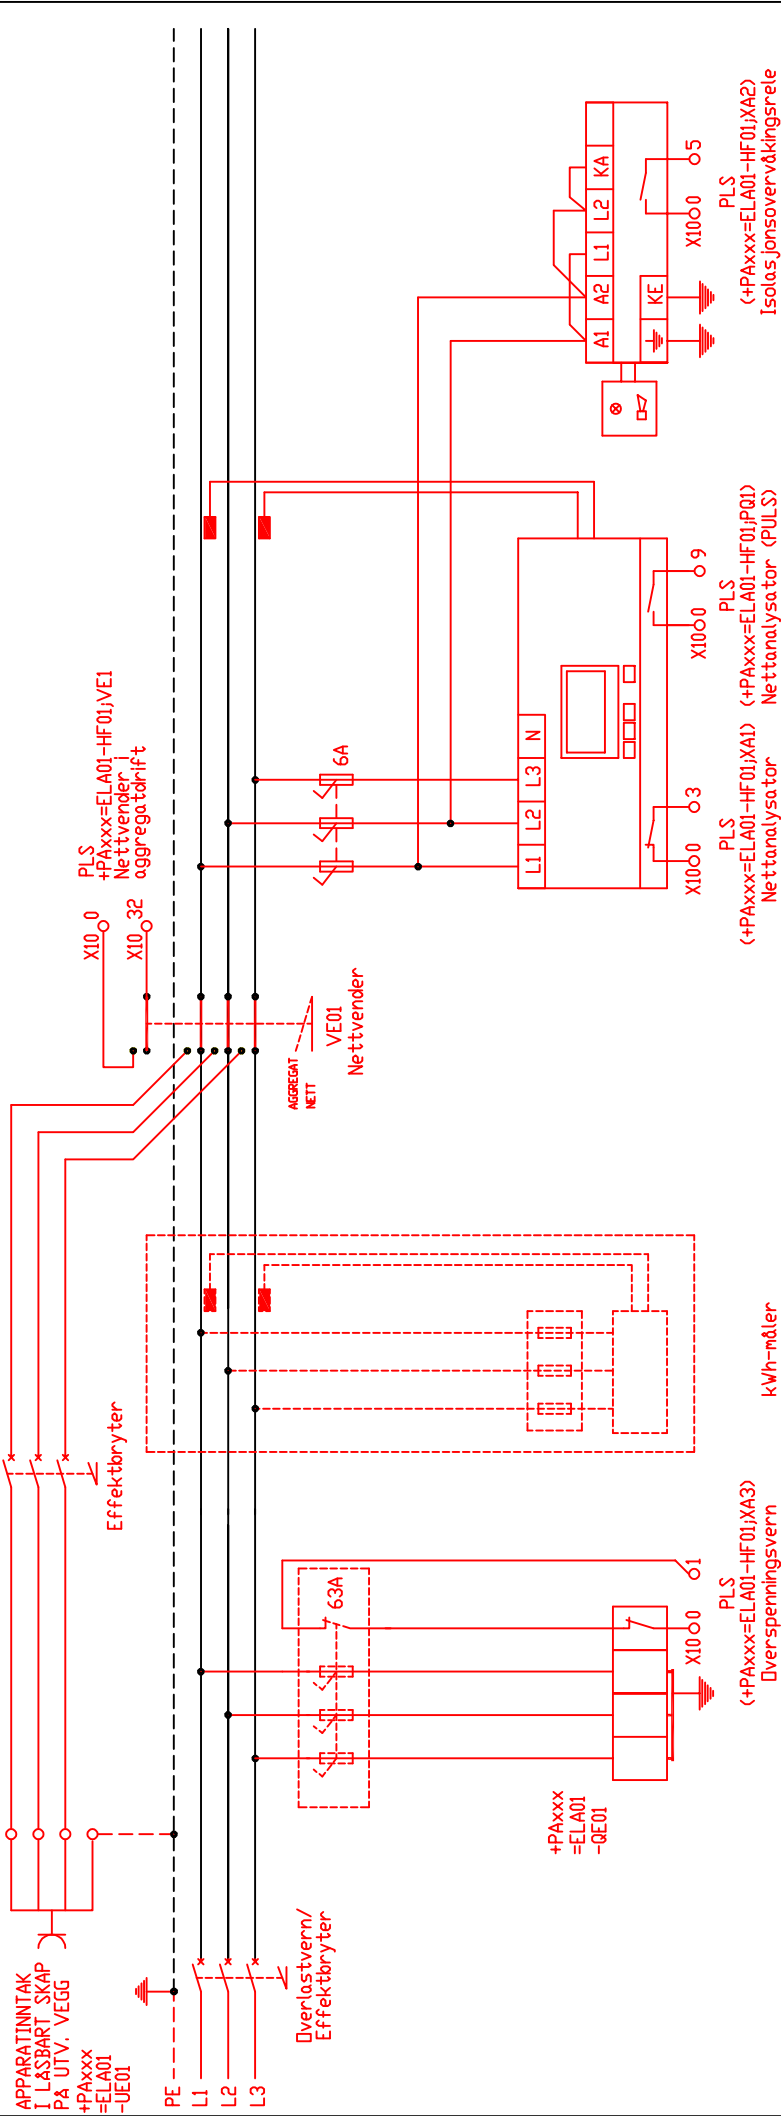 APPARATINNTAK
I LÅSBART SKAP
PÅ UTV. VEGG
+PAxxx
=ELA01
-UE01
PE
L1
L2
L3
Overlastvern/
Effektbryter
Effektbryter
63A
+PAxxx
=ELA01
-QE01
X10 0
1
PLS
(+PAxxx=ELA01-HF01;XA3)
Overspenningsvern
kWh-måler
AGGREGAT
NETT
VE01
Nettvender
X10 0
X10 32
PLS
+PAxxx=ELA01-HF01;VE1
Nettvender i
aggregatdrift
6A
L1
L2
L3
N
X10 0
3
PLS
(+PAxxx=ELA01-HF01;XA1)
Nettanalysator
X10 0
9
PLS
(+PAxxx=ELA01-HF01;PQ1)
Nettanalysator (PULS)
A1
A2
L1
L2
KA
KE
X10 0
5
PLS
(+PAxxx=ELA01-HF01;XA2)
Isolasjonsovervåkingsrele